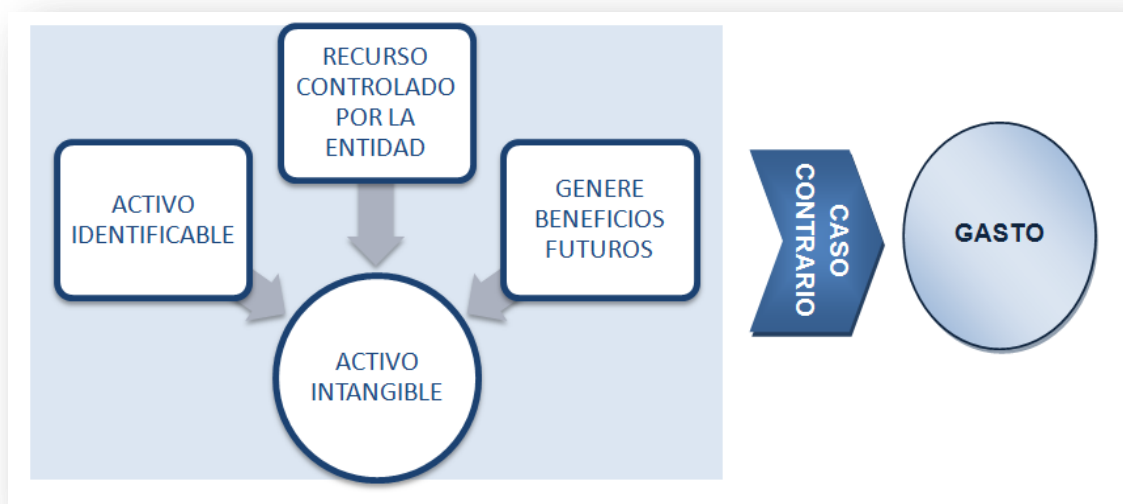 RECURSO
CONTROLADO
POR LA
ENTIDAD
ACTIVO
IDENTIFICABLE
GENERE
BENEFICIOS
FUTUROS
ACTIVO
INTANGIBLE
CASO
CONTRARIO
GASTO